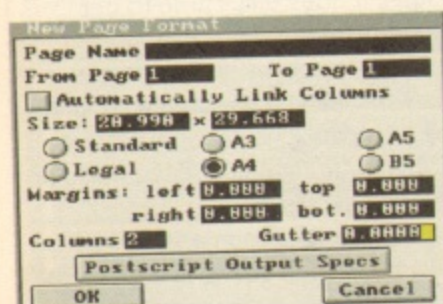 New Page Format
Page Name
From Page 1 To Page 1
Automatically Link Columns
Size: 20.990 × 29.668
Standard A3 A5
Legal A4 B5
Margins: left 0.000 top 0.000
right 0.000 bot. 0.000
Columns 2 Gutter 0.0000
Postscript Output Specs
OK Cancel